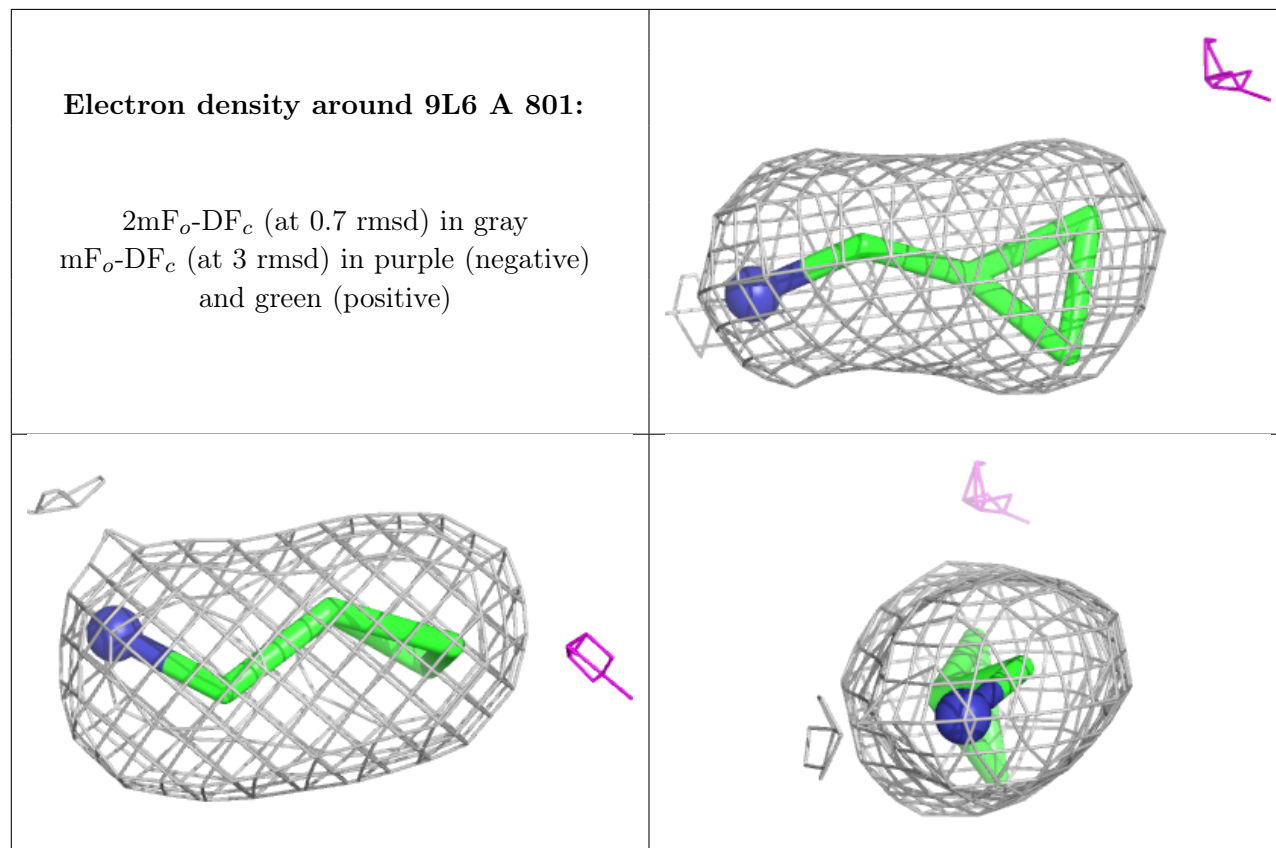 Electron density around 9L6 A 801:
2mFo-DFc (at 0.7 rmsd) in gray
mFo-DFc (at 3 rmsd) in purple (negative)
and green (positive)